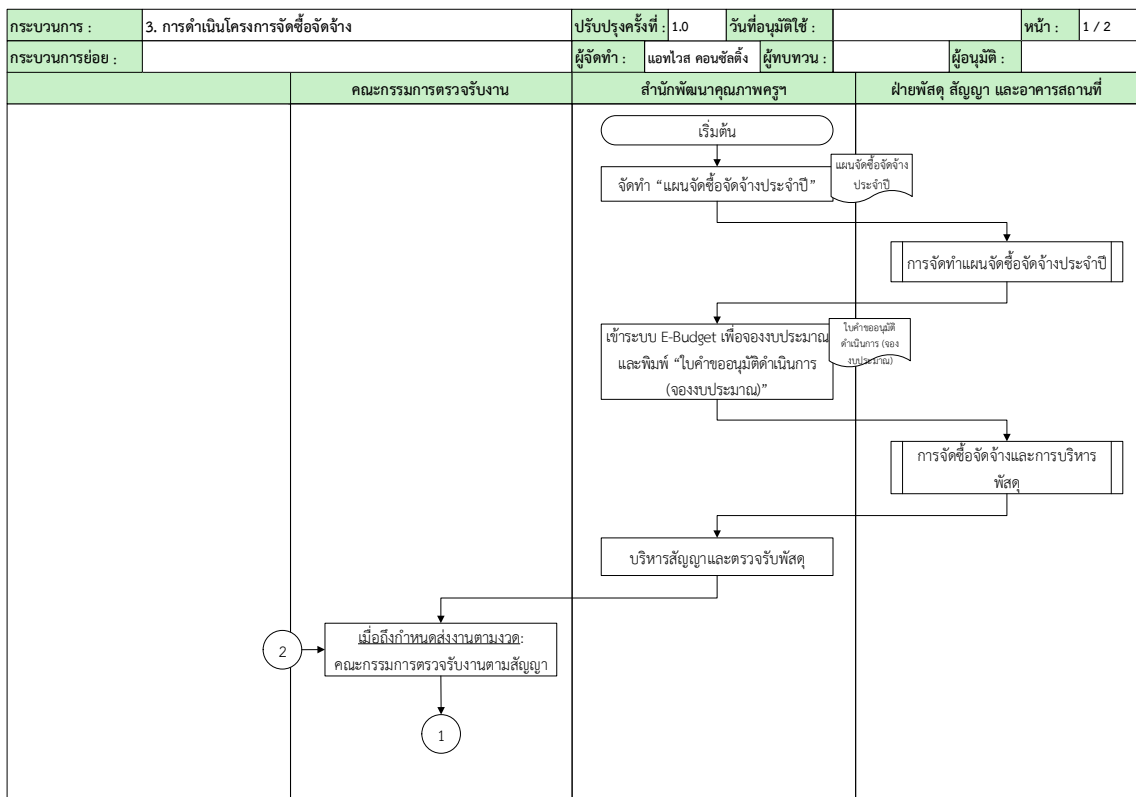 กระบวนการ : 3. การดำเนินโครงการจัดซื้อจัดจ้าง ปรับปรุงครั้งที่ : 1.0 วันที่อนุมัติใช้ : หน้า : 1 / 2
กระบวนการย่อย : ผู้จัดทำ : แอทไวส คอนซัลติ้ง ผู้ทบทวน : ผู้อนุมัติ :
คณะกรรมการตรวจรับงาน สำนักพัฒนาคุณภาพครูฯ ฝ่ายพัสดุ สัญญา และอาคารสถานที่
เริ่มต้น
จัดทำ “แผนจัดซื้อจัดจ้างประจำปี”
แผนจัดซื้อจัดจ้าง
ประจำปี
การจัดทำแผนจัดซื้อจัดจ้างประจำปี
เข้าระบบ E-Budget เพื่อจองงบประมาณ
และพิมพ์ “ใบคำขออนุมัติดำเนินการ
(จองงบประมาณ)”
ใบคำขออนุมัติ
ดำเนินการ (จอง
งบประมาณ)
การจัดซื้อจัดจ้างและการบริหาร
พัสดุ
บริหารสัญญาและตรวจรับพัสดุ
2
เมื่อถึงกำหนดส่งงานตามงวด:
คณะกรรมการตรวจรับงานตามสัญญา
1